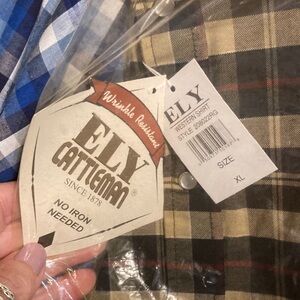 Wrinkle Resistant
ELY
CATTLEMAN®
SINCE 1878
NO IRON
NEEDED
ELY
WESTERN SHIRT
SIZE
XL